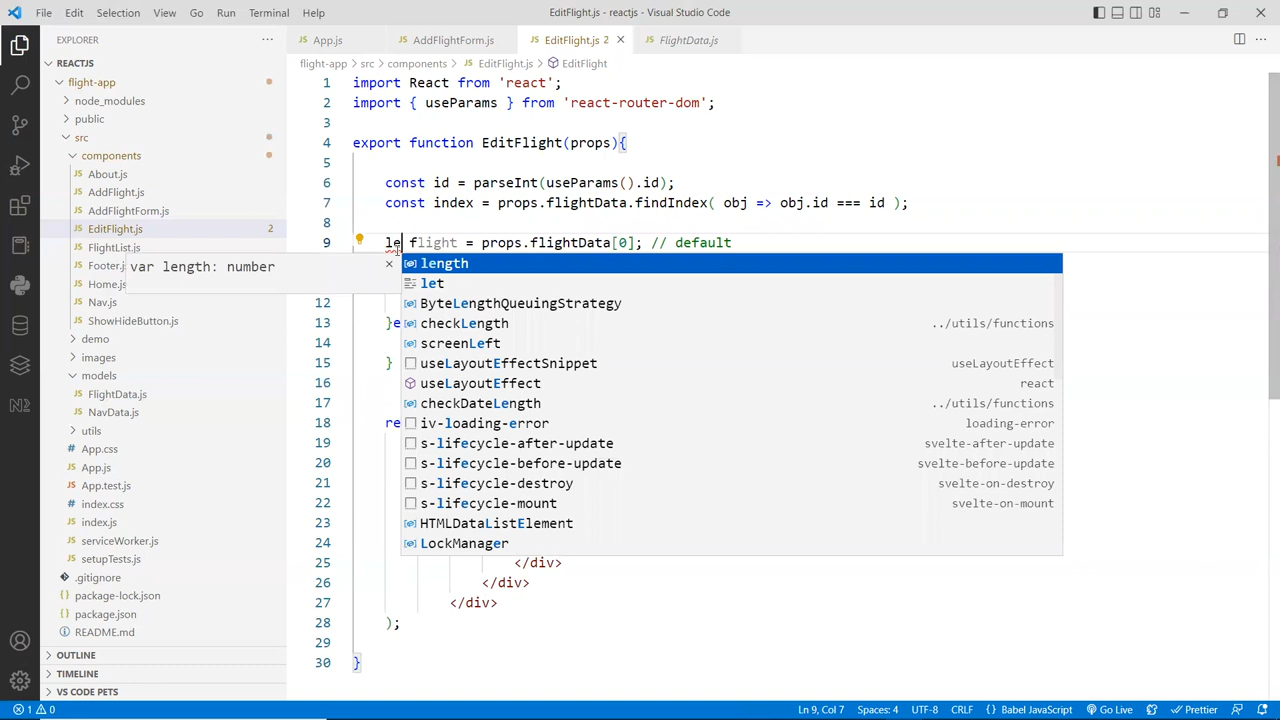 File Edit Selection View Go Run Terminal Help EditFlight.js - reactjs - Visual Studio Code
EXPLORER
REACTJS
flight-app
node_modules
public
src
components
About.js
AddFlight.js
AddFlightForm.js
EditFlight.js 2
FlightList.js
Footer.j
Home.js
Nav.js
ShowHideButton.js
demo
images
models
FlightData.js
NavData.js
utils
App.css
App.js
App.test.js
index.css
index.js
serviceWorker.js
setupTests.js
.gitignore
package-lock.json
package.json
README.md
OUTLINE
TIMELINE
VS CODE PETS
App.js AddFlightForm.js EditFlight.js 2 FlightData.js
flight-app > src > components > EditFlight.js > EditFlight
1 import React from 'react';
2 import { useParams } from 'react-router-dom';
3
4 export function EditFlight(props){
5
6 const id = parseInt(useParams().id);
7 const index = props.flightData.findIndex( obj => obj.id === id );
8
9 le flight = props.flightData[0]; // default
var length: number
length
let
ByteLengthQueuingStrategy
checkLength ../utils/functions
screenLeft
useLayoutEffectSnippet useLayoutEffect
useLayoutEffect react
checkDateLength ../utils/functions
iv-loading-error loading-error
s-lifecycle-after-update svelte-after-update
s-lifecycle-before-update svelte-before-update
s-lifecycle-destroy svelte-on-destroy
s-lifecycle-mount svelte-on-mount
HTMLDataListElement
LockManager
12
13 }e
14
15 }
16
17
18 re
19
20
21
22
23
24
25 </div>
26 </div>
27 </div>
28 );
29
30 }
1 0 Ln 9, Col 7 Spaces: 4 UTF-8 CRLF {} Babel JavaScript Go Live Prettier